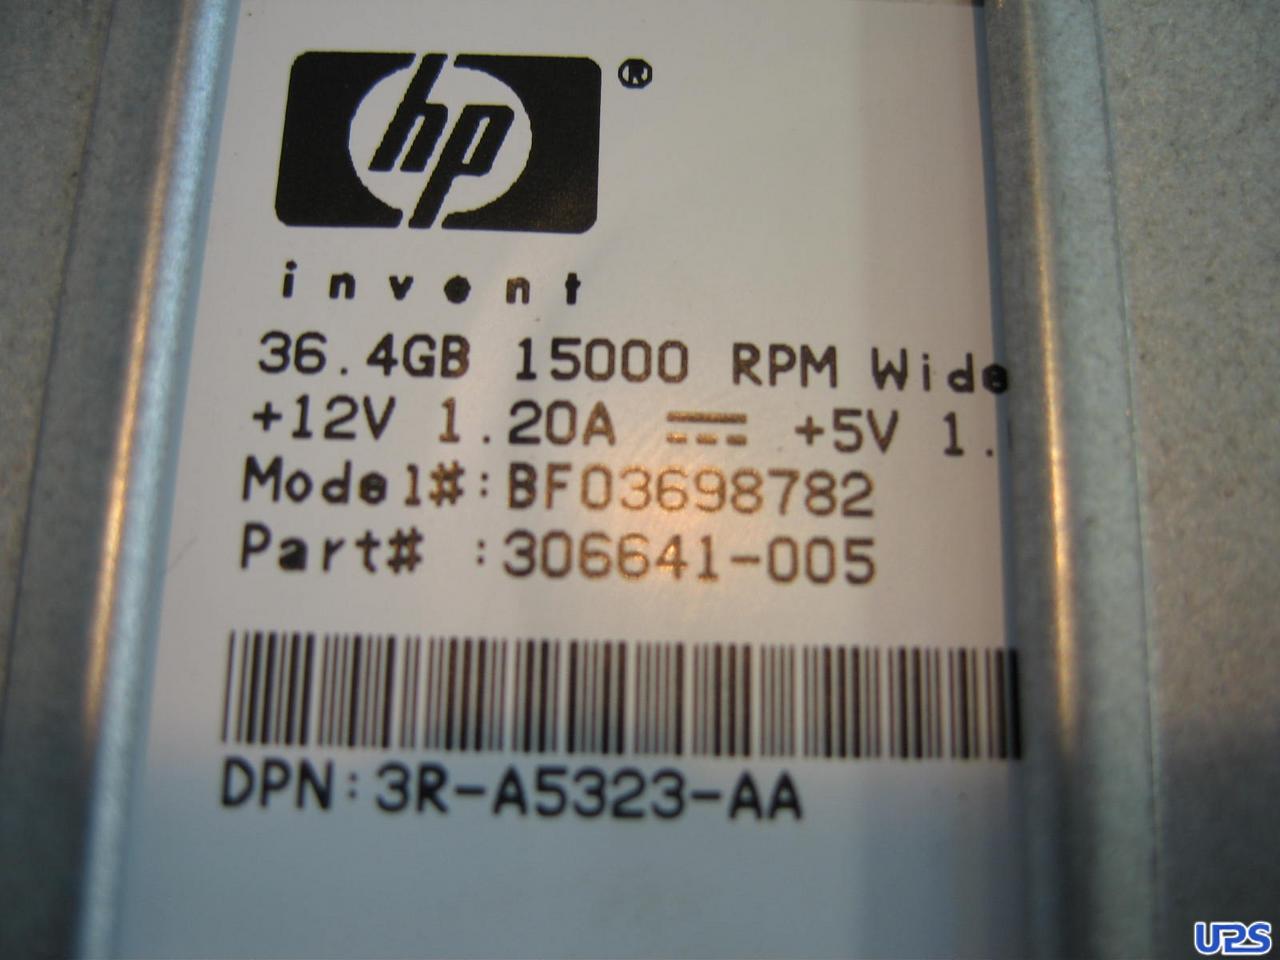 hp®
invent
36.4GB 15000 RPM Wide
+12V 1.20A +5V 1.
Model#:BF03698782
Part# :306641-005
DPN:3R-A5323-AA
UPS